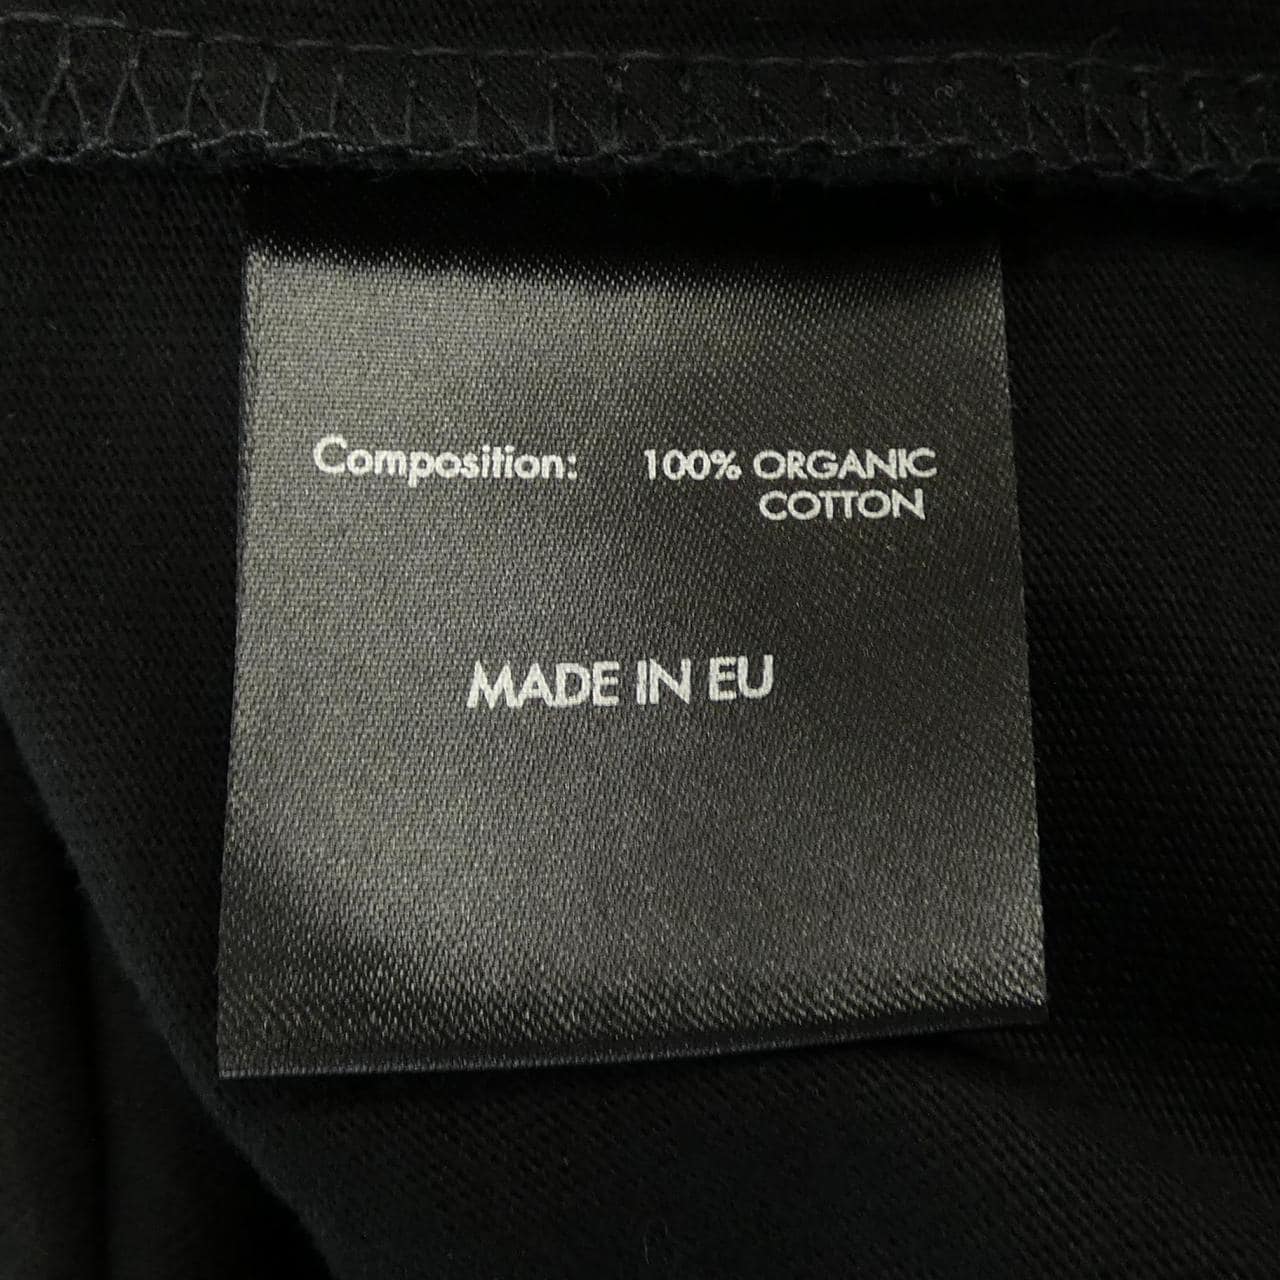 Composition: 100% ORGANIC
COTTON
MADE IN EU